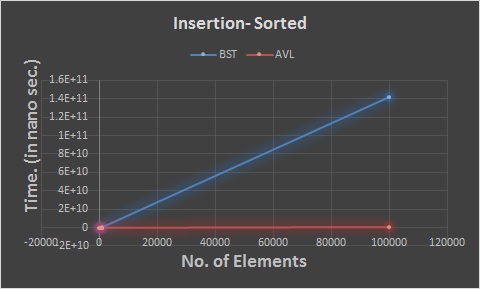 Insertion- Sorted
BST AVL
Time. (in nano sec.)
1.6E+11
1.4E+11
1.2E+11
1E+11
8E+10
6E+10
4E+10
2E+10
0
-2E+10
-20000 0 20000 40000 60000 80000 100000 120000
No. of Elements